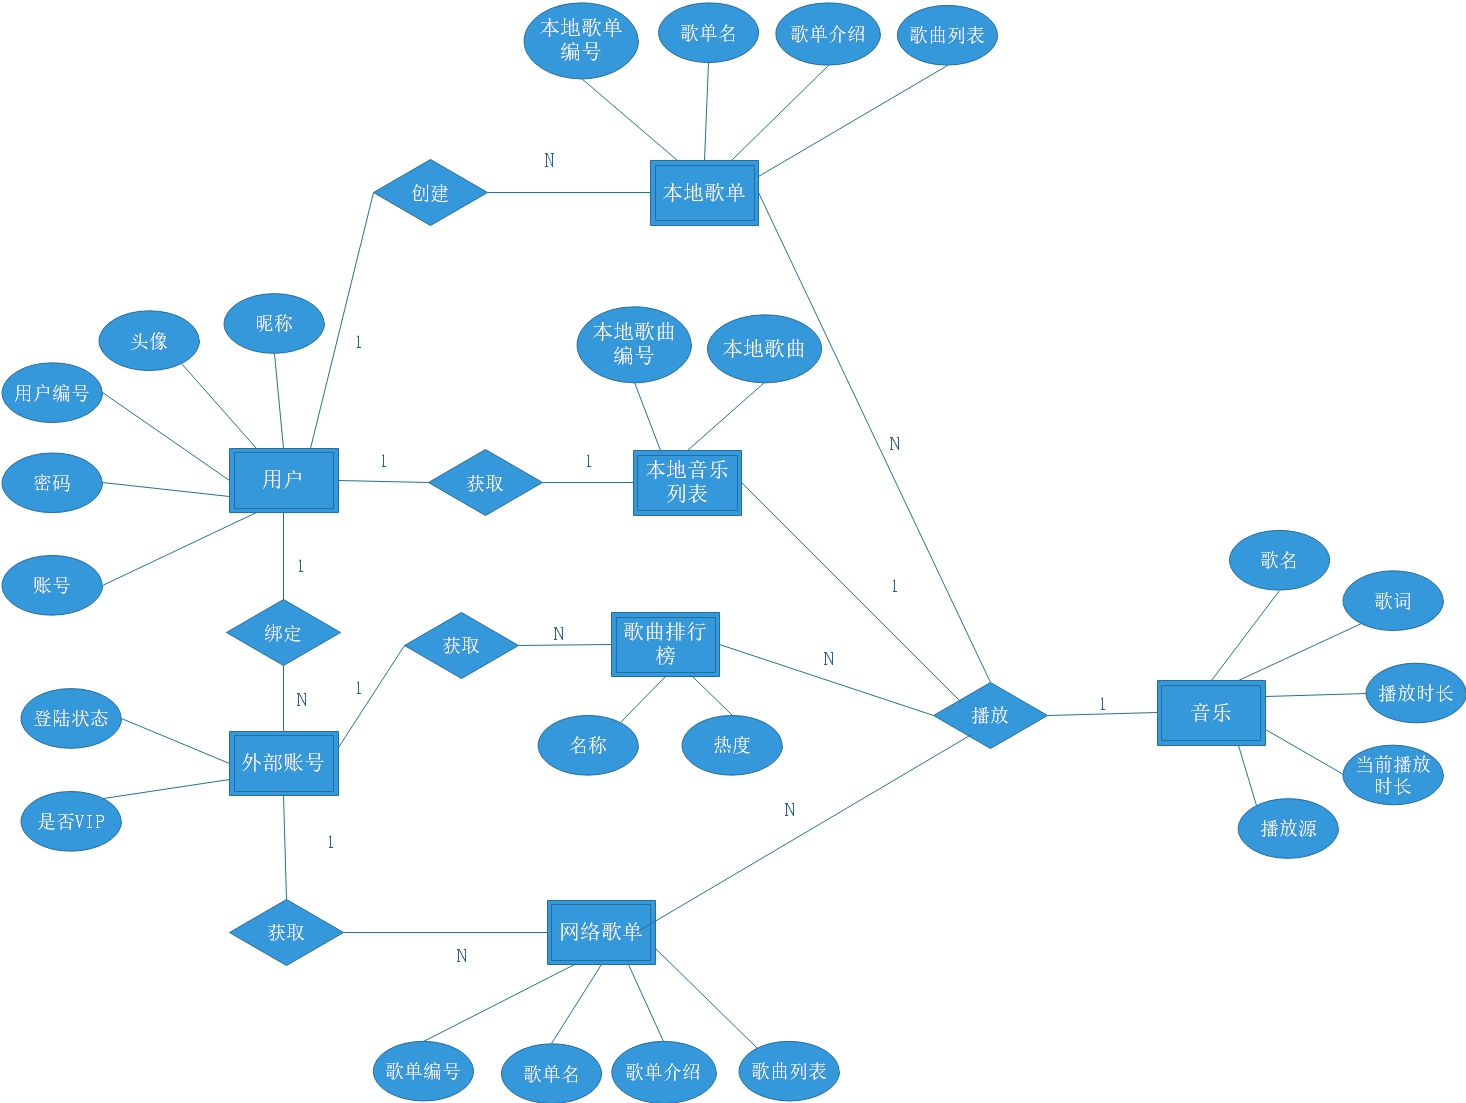 本地歌单
编号
歌单名
歌单介绍
歌曲列表
创建
N
本地歌单
昵称
头像
1
本地歌曲
编号
本地歌曲
用户编号
N
用户
1
获取
1
本地音乐
列表
密码
账号
1
1
歌名
歌词
绑定
获取
N
歌曲排行
榜
N
1
N
播放时长
登陆状态
播放
1
音乐
名称
热度
外部账号
当前播放
时长
是否VIP
1
N
播放源
获取
N
网络歌单
歌单编号
歌单名
歌单介绍
歌曲列表